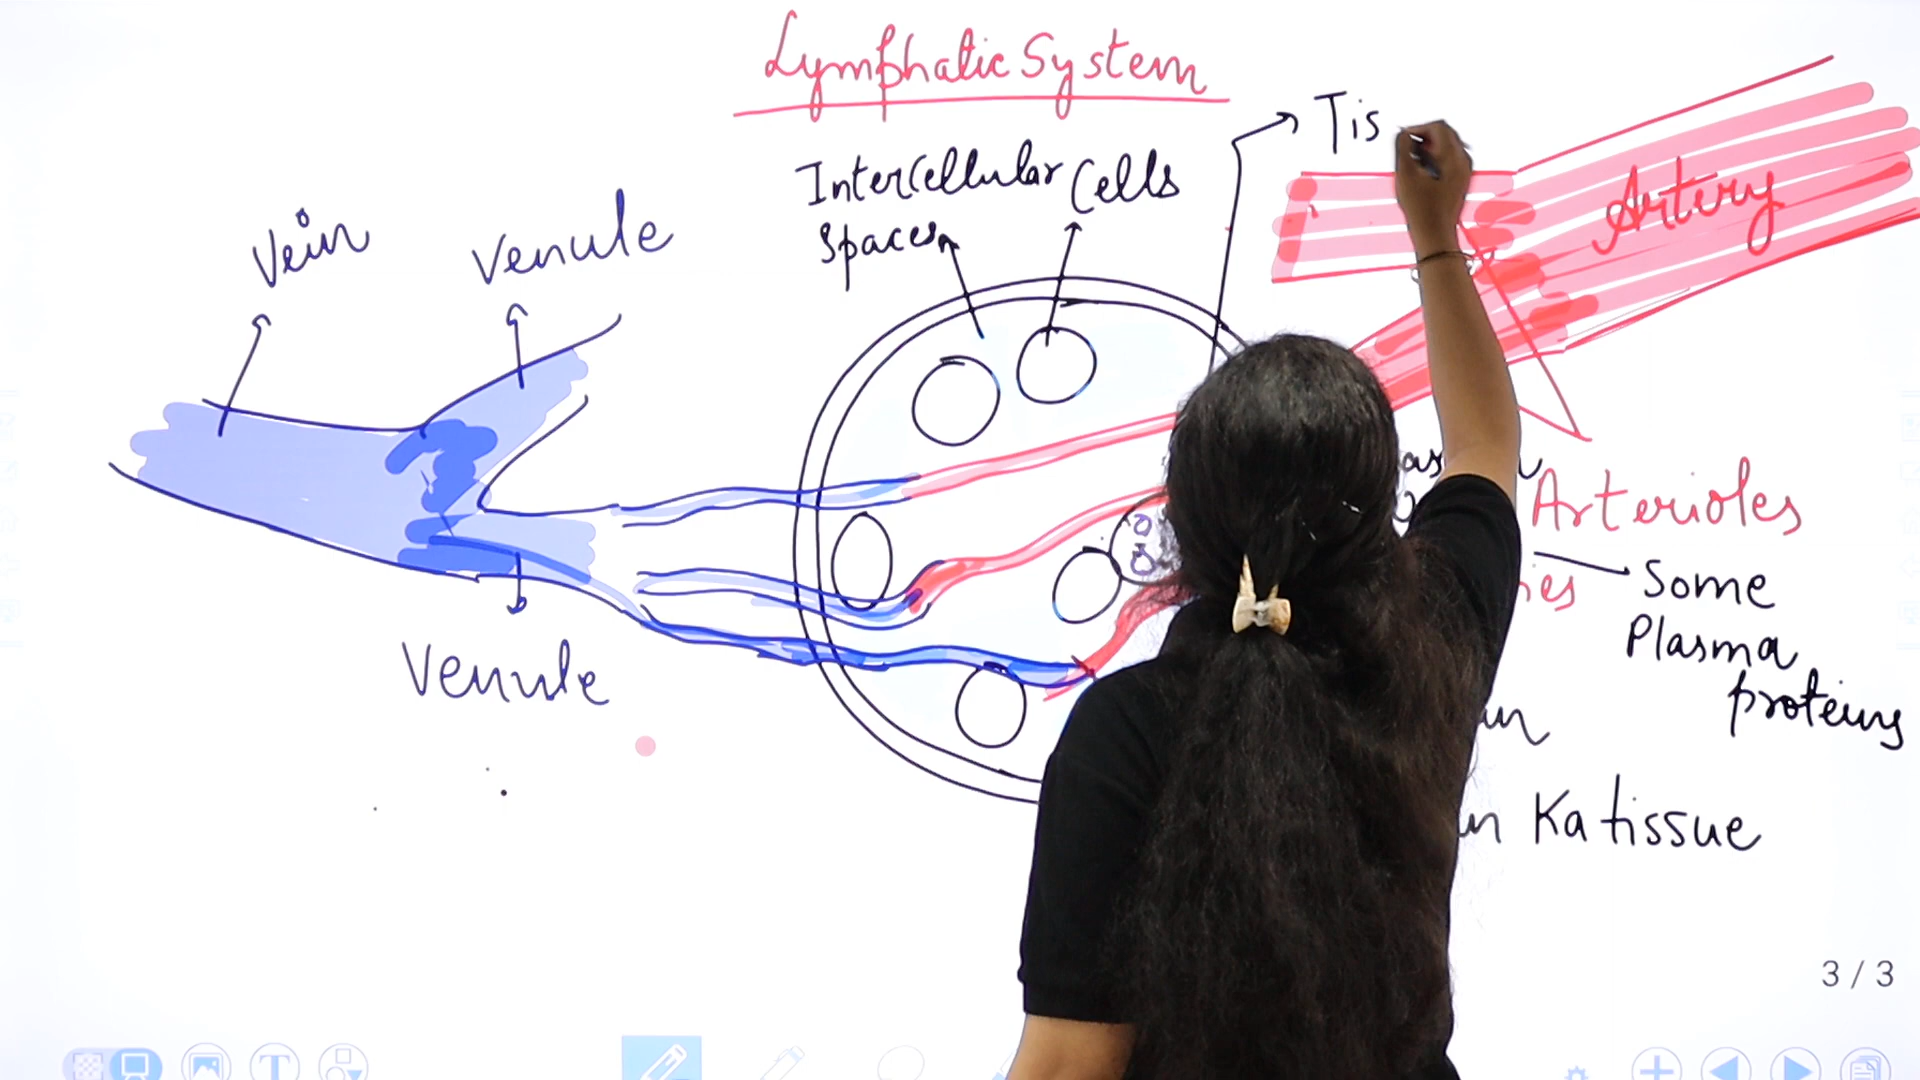 Lymphatic System
Tis
Intercellular Cells
Spaces
Artery
Vein
Venule
Arterioles
Some
Plasma
proteins
Venule
Ka tissue
3 / 3
T